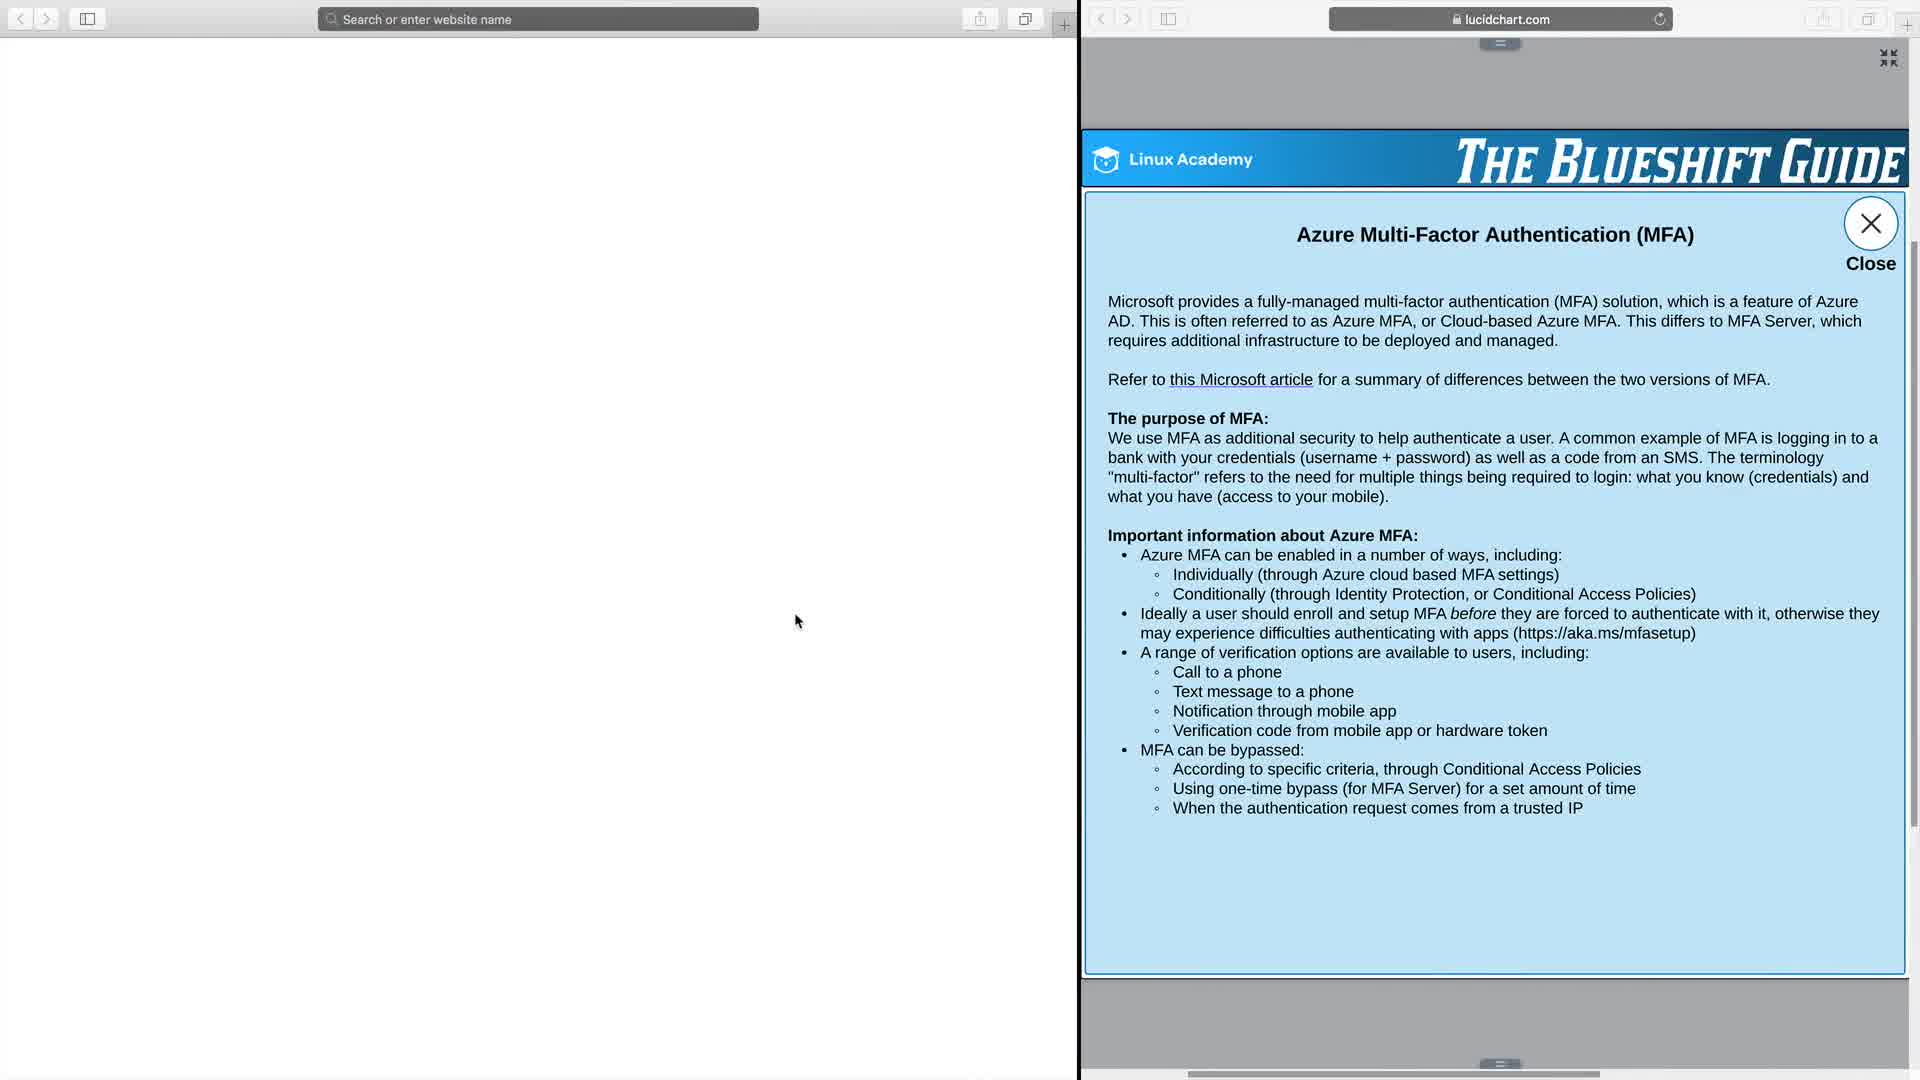 Search or enter website name
lucidchart.com
Linux Academy
THE BLUESHIFT GUIDE
Azure Multi-Factor Authentication (MFA)
Close
Microsoft provides a fully-managed multi-factor authentication (MFA) solution, which is a feature of Azure
AD. This is often referred to as Azure MFA, or Cloud-based Azure MFA. This differs to MFA Server, which
requires additional infrastructure to be deployed and managed.
Refer to this Microsoft article for a summary of differences between the two versions of MFA.
The purpose of MFA:
We use MFA as additional security to help authenticate a user. A common example of MFA is logging in to a
bank with your credentials (username + password) as well as a code from an SMS. The terminology
"multi-factor" refers to the need for multiple things being required to login: what you know (credentials) and
what you have (access to your mobile).
Important information about Azure MFA:
• Azure MFA can be enabled in a number of ways, including:
◦ Individually (through Azure cloud based MFA settings)
◦ Conditionally (through Identity Protection, or Conditional Access Policies)
• Ideally a user should enroll and setup MFA before they are forced to authenticate with it, otherwise they
may experience difficulties authenticating with apps (https://aka.ms/mfasetup)
• A range of verification options are available to users, including:
◦ Call to a phone
◦ Text message to a phone
◦ Notification through mobile app
◦ Verification code from mobile app or hardware token
• MFA can be bypassed:
◦ According to specific criteria, through Conditional Access Policies
◦ Using one-time bypass (for MFA Server) for a set amount of time
◦ When the authentication request comes from a trusted IP